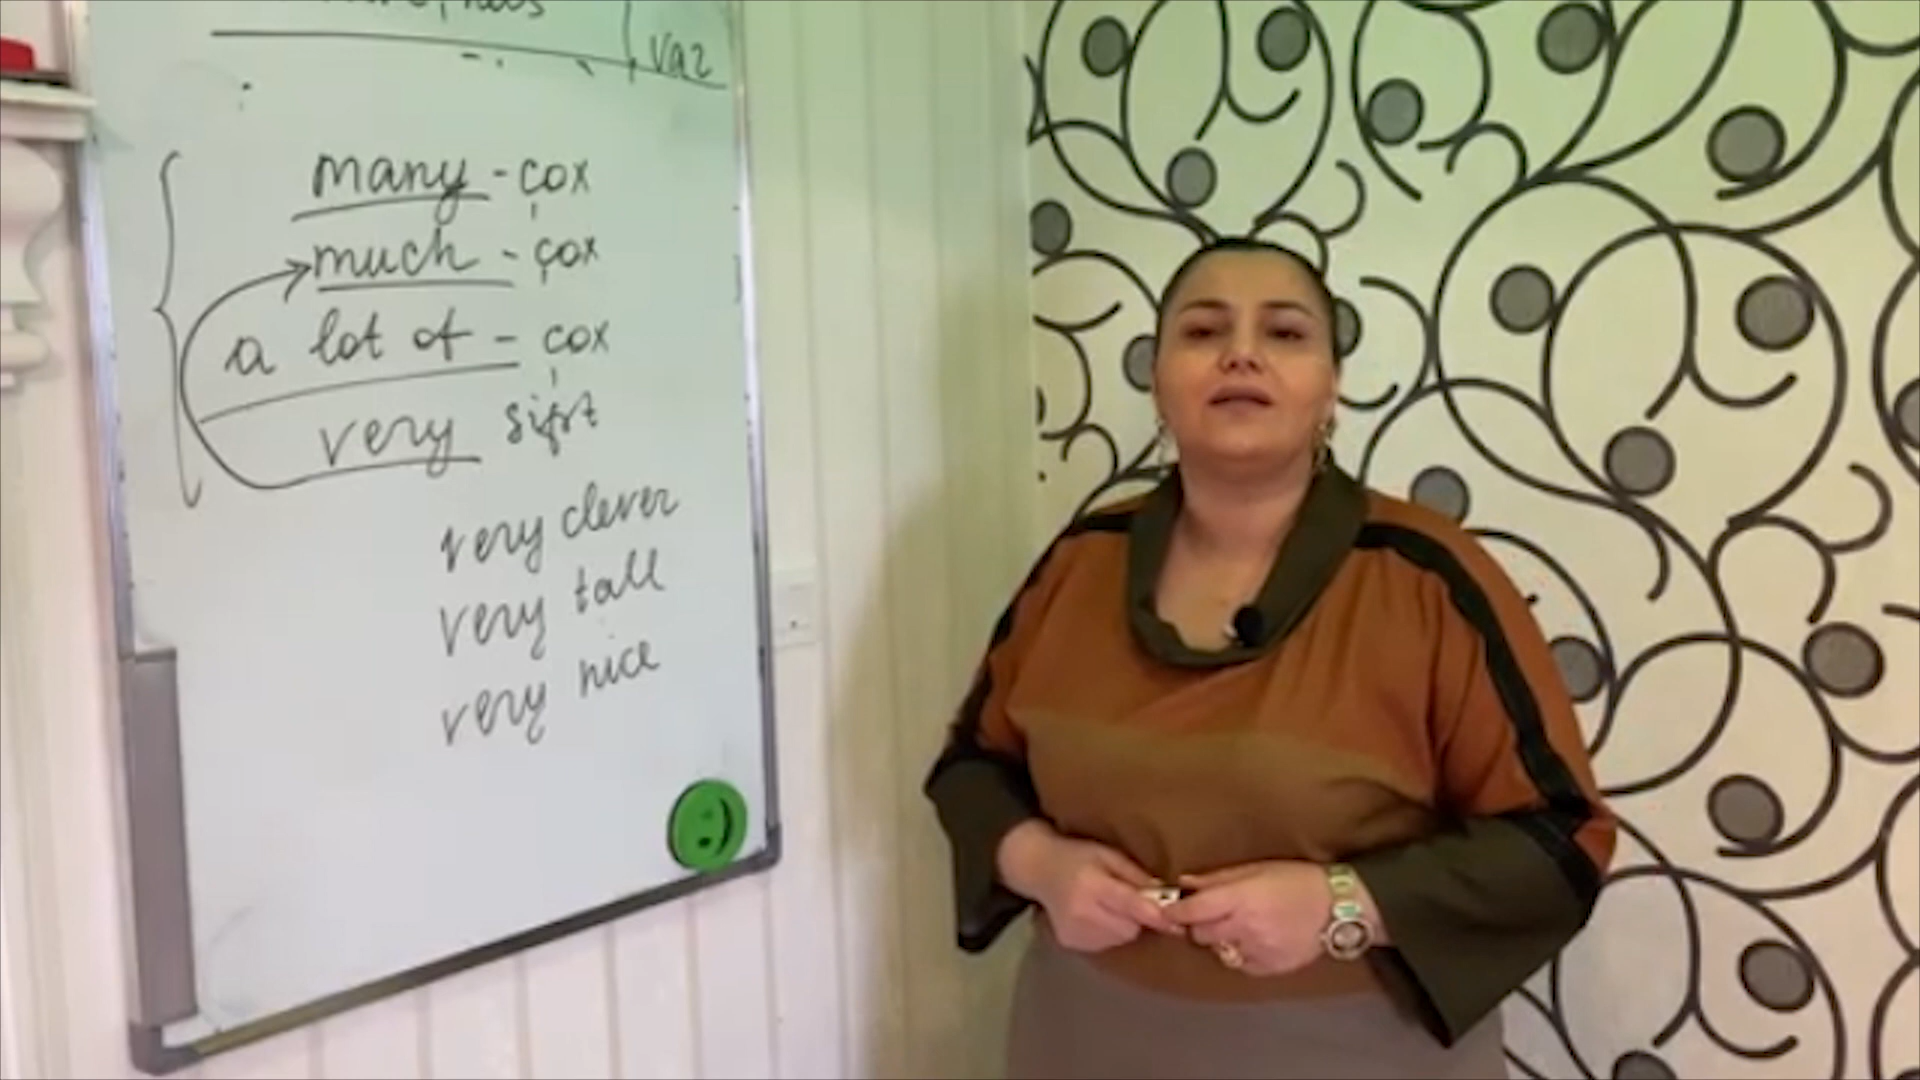 var
many - çox
much - çox
a lot of - çox
very sifət
very clever
very tall
very nice